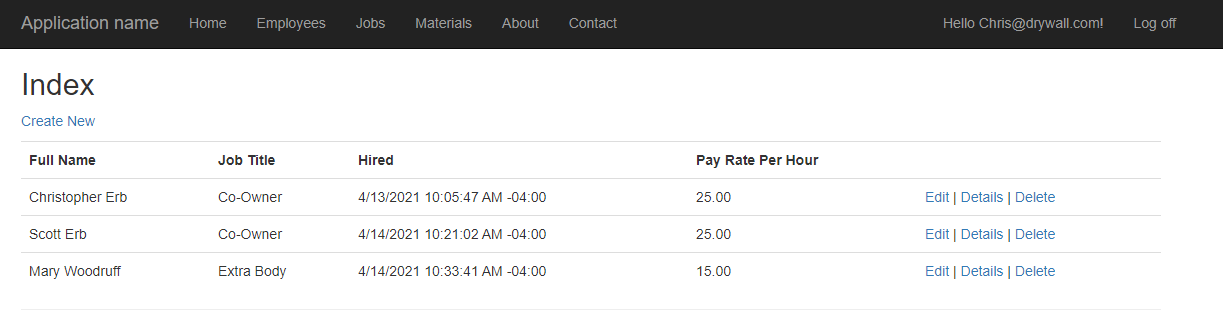 Application name Home Employees Jobs Materials About Contact Hello Chris@drywall.com! Log off
Index
Create New
Full Name Job Title Hired Pay Rate Per Hour
Christopher Erb Co-Owner 4/13/2021 10:05:47 AM -04:00 25.00 Edit | Details | Delete
Scott Erb Co-Owner 4/14/2021 10:21:02 AM -04:00 25.00 Edit | Details | Delete
Mary Woodruff Extra Body 4/14/2021 10:33:41 AM -04:00 15.00 Edit | Details | Delete